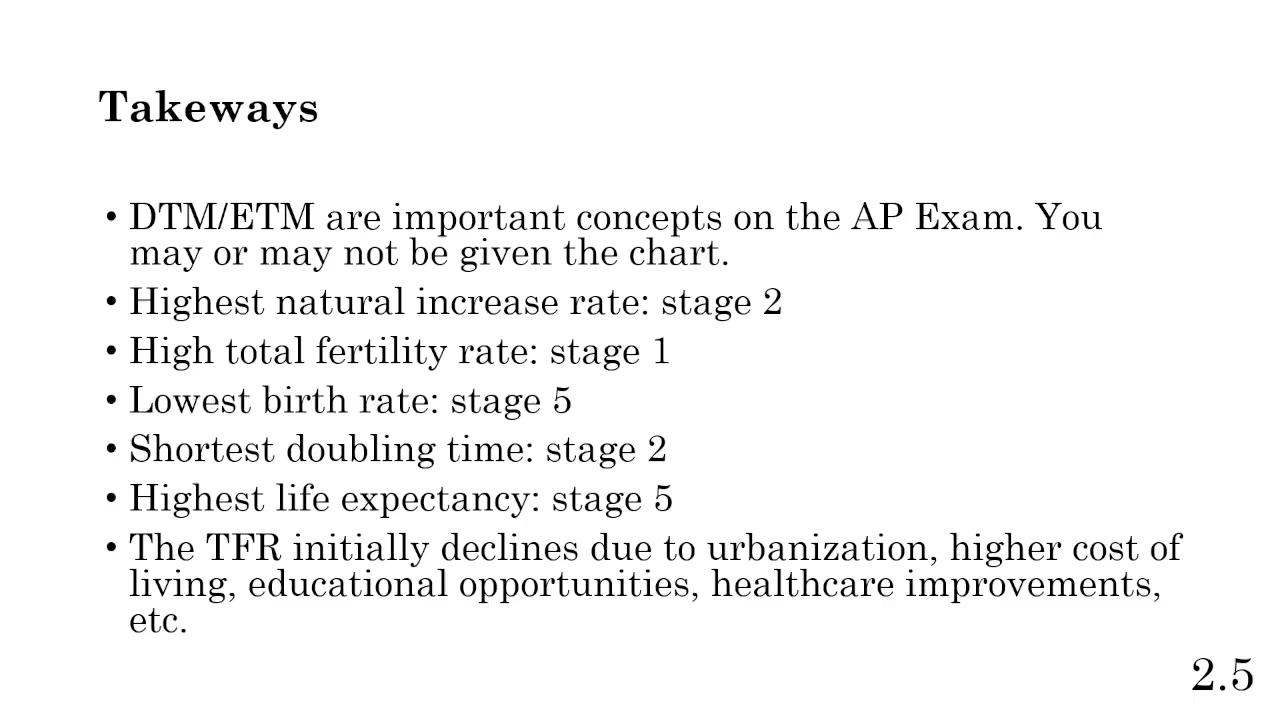 Takeways
• DTM/ETM are important concepts on the AP Exam. You
may or may not be given the chart.
• Highest natural increase rate: stage 2
• High total fertility rate: stage 1
• Lowest birth rate: stage 5
• Shortest doubling time: stage 2
• Highest life expectancy: stage 5
• The TFR initially declines due to urbanization, higher cost of
living, educational opportunities, healthcare improvements,
etc.
2.5